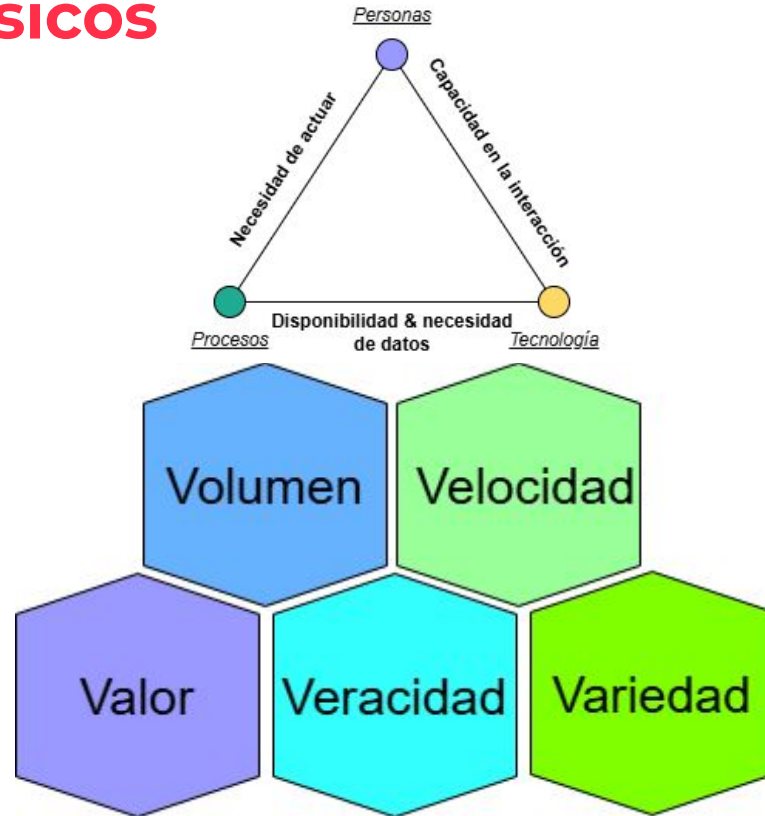 SICOS
Personas
Necesidad de actuar
Capacidad en la interacción
Disponibilidad & necesidad
de datos
Procesos
Tecnología
Volumen
Velocidad
Valor
Veracidad
Variedad